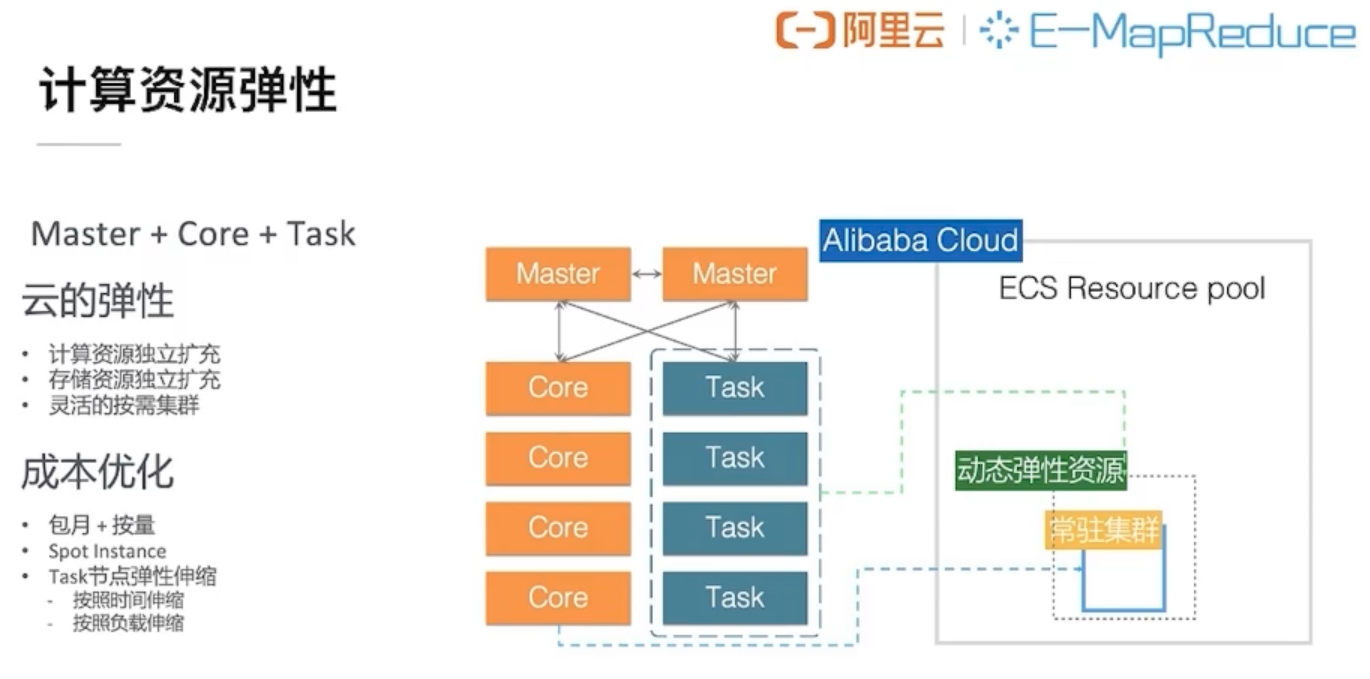 阿里云 | E-MapReduce
计算资源弹性
Master + Core + Task
云的弹性
• 计算资源独立扩充
• 存储资源独立扩充
• 灵活的按需集群
成本优化
• 包月 + 按量
• Spot Instance
• Task节点弹性伸缩
- 按照时间伸缩
- 按照负载伸缩
Master Master
Core Task
Core Task
Core Task
Core Task
Alibaba Cloud
ECS Resource pool
动态弹性资源
常驻集群